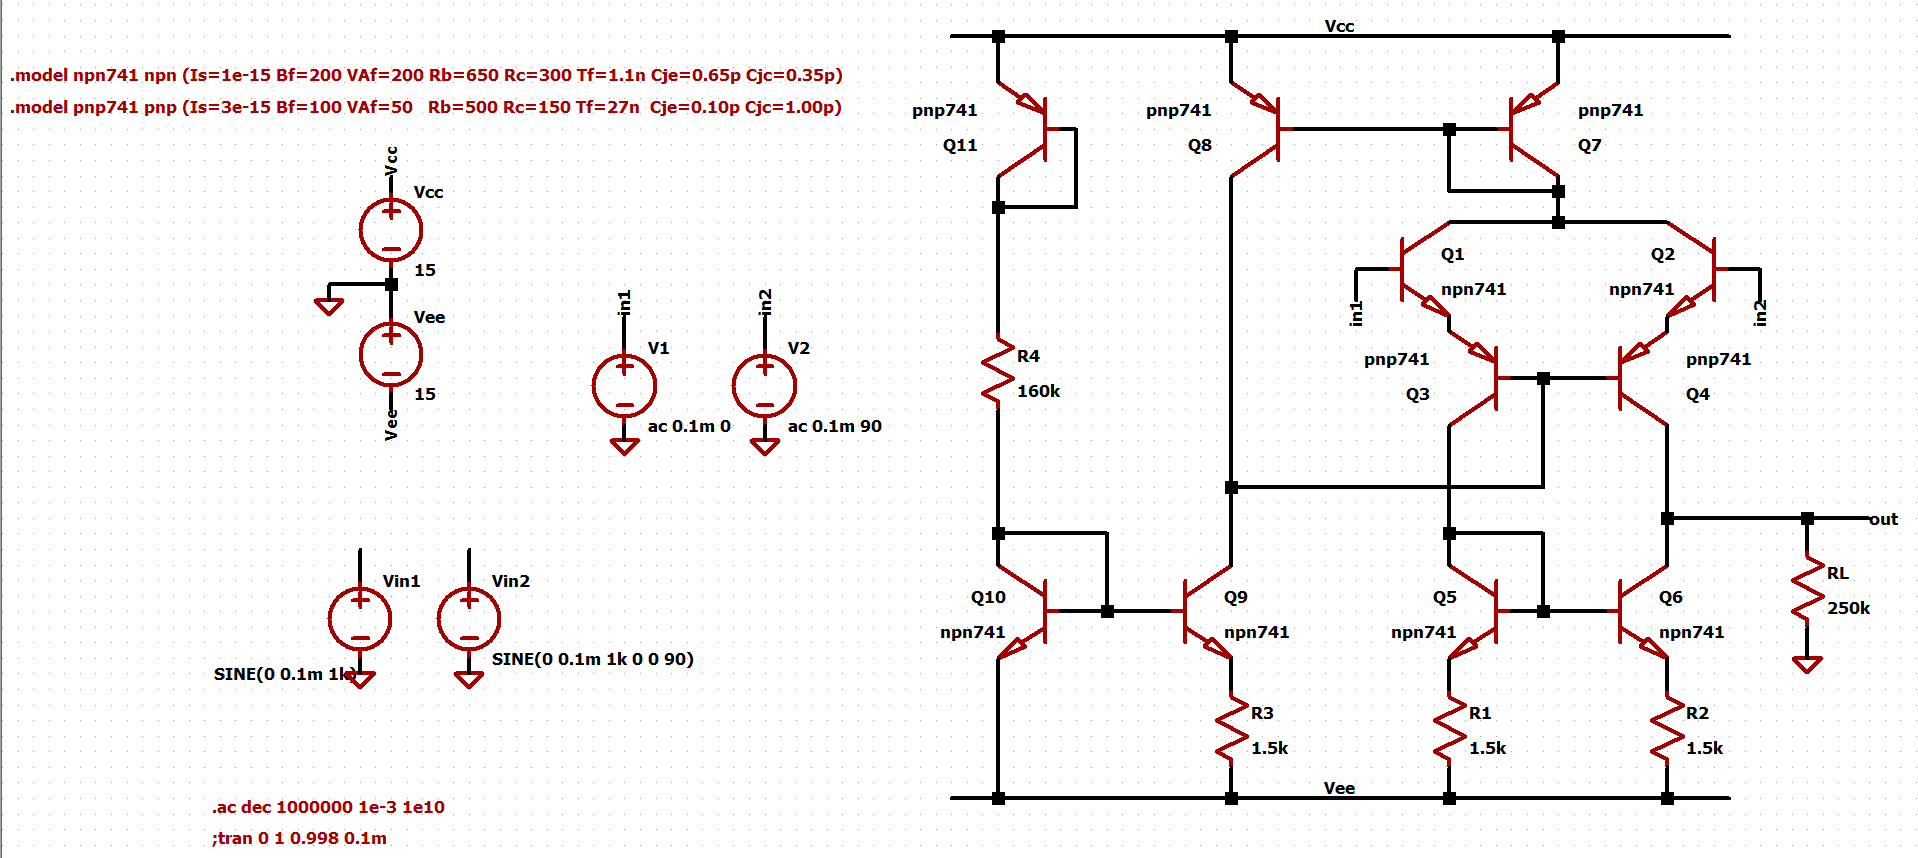 Vcc
.model npn741 npn (Is=1e-15 Bf=200 VAf=200 Rb=650 Rc=300 Tf=1.1n Cje=0.65p Cjc=0.35p)
.model pnp741 pnp (Is=3e-15 Bf=100 VAf=50 Rb=500 Rc=150 Tf=27n Cje=0.10p Cjc=1.00p)
pnp741
Q11
pnp741
Q8
pnp741
Q7
Vcc
Vcc
15
Vee
15
Vee
in1
V1
ac 0.1m 0
in2
V2
ac 0.1m 90
Q1
npn741
in1
Q2
npn741
in2
pnp741
Q3
pnp741
Q4
R4
160k
out
RL
250k
Vin1
SINE(0 0.1m 1k)
Vin2
SINE(0 0.1m 1k 0 0 90)
Q10
npn741
Q9
npn741
Q5
npn741
Q6
npn741
R3
1.5k
R1
1.5k
R2
1.5k
Vee
.ac dec 1000000 1e-3 1e10
;tran 0 1 0.998 0.1m